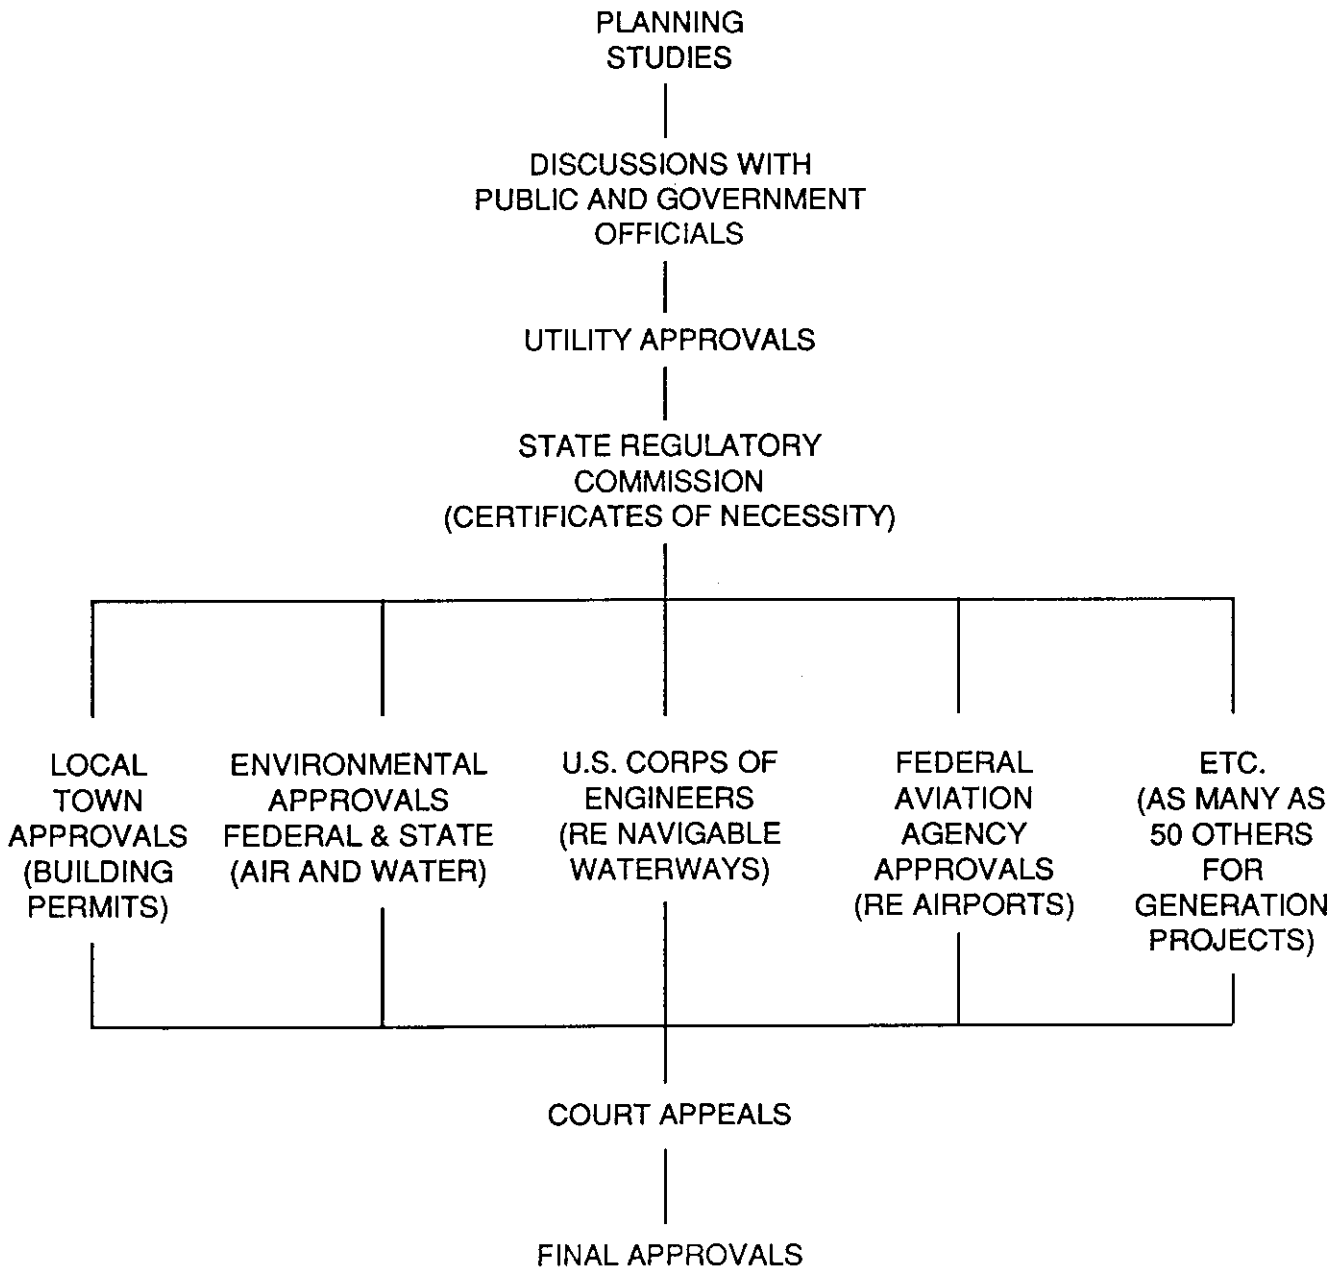 PLANNING
STUDIES
DISCUSSIONS WITH
PUBLIC AND GOVERNMENT
OFFICIALS
UTILITY APPROVALS
STATE REGULATORY
COMMISSION
(CERTIFICATES OF NECESSITY)
LOCAL
TOWN
APPROVALS
(BUILDING
PERMITS)
ENVIRONMENTAL
APPROVALS
FEDERAL & STATE
(AIR AND WATER)
U.S. CORPS OF
ENGINEERS
(RE NAVIGABLE
WATERWAYS)
FEDERAL
AVIATION
AGENCY
APPROVALS
(RE AIRPORTS)
ETC.
(AS MANY AS
50 OTHERS
FOR
GENERATION
PROJECTS)
COURT APPEALS
FINAL APPROVALS